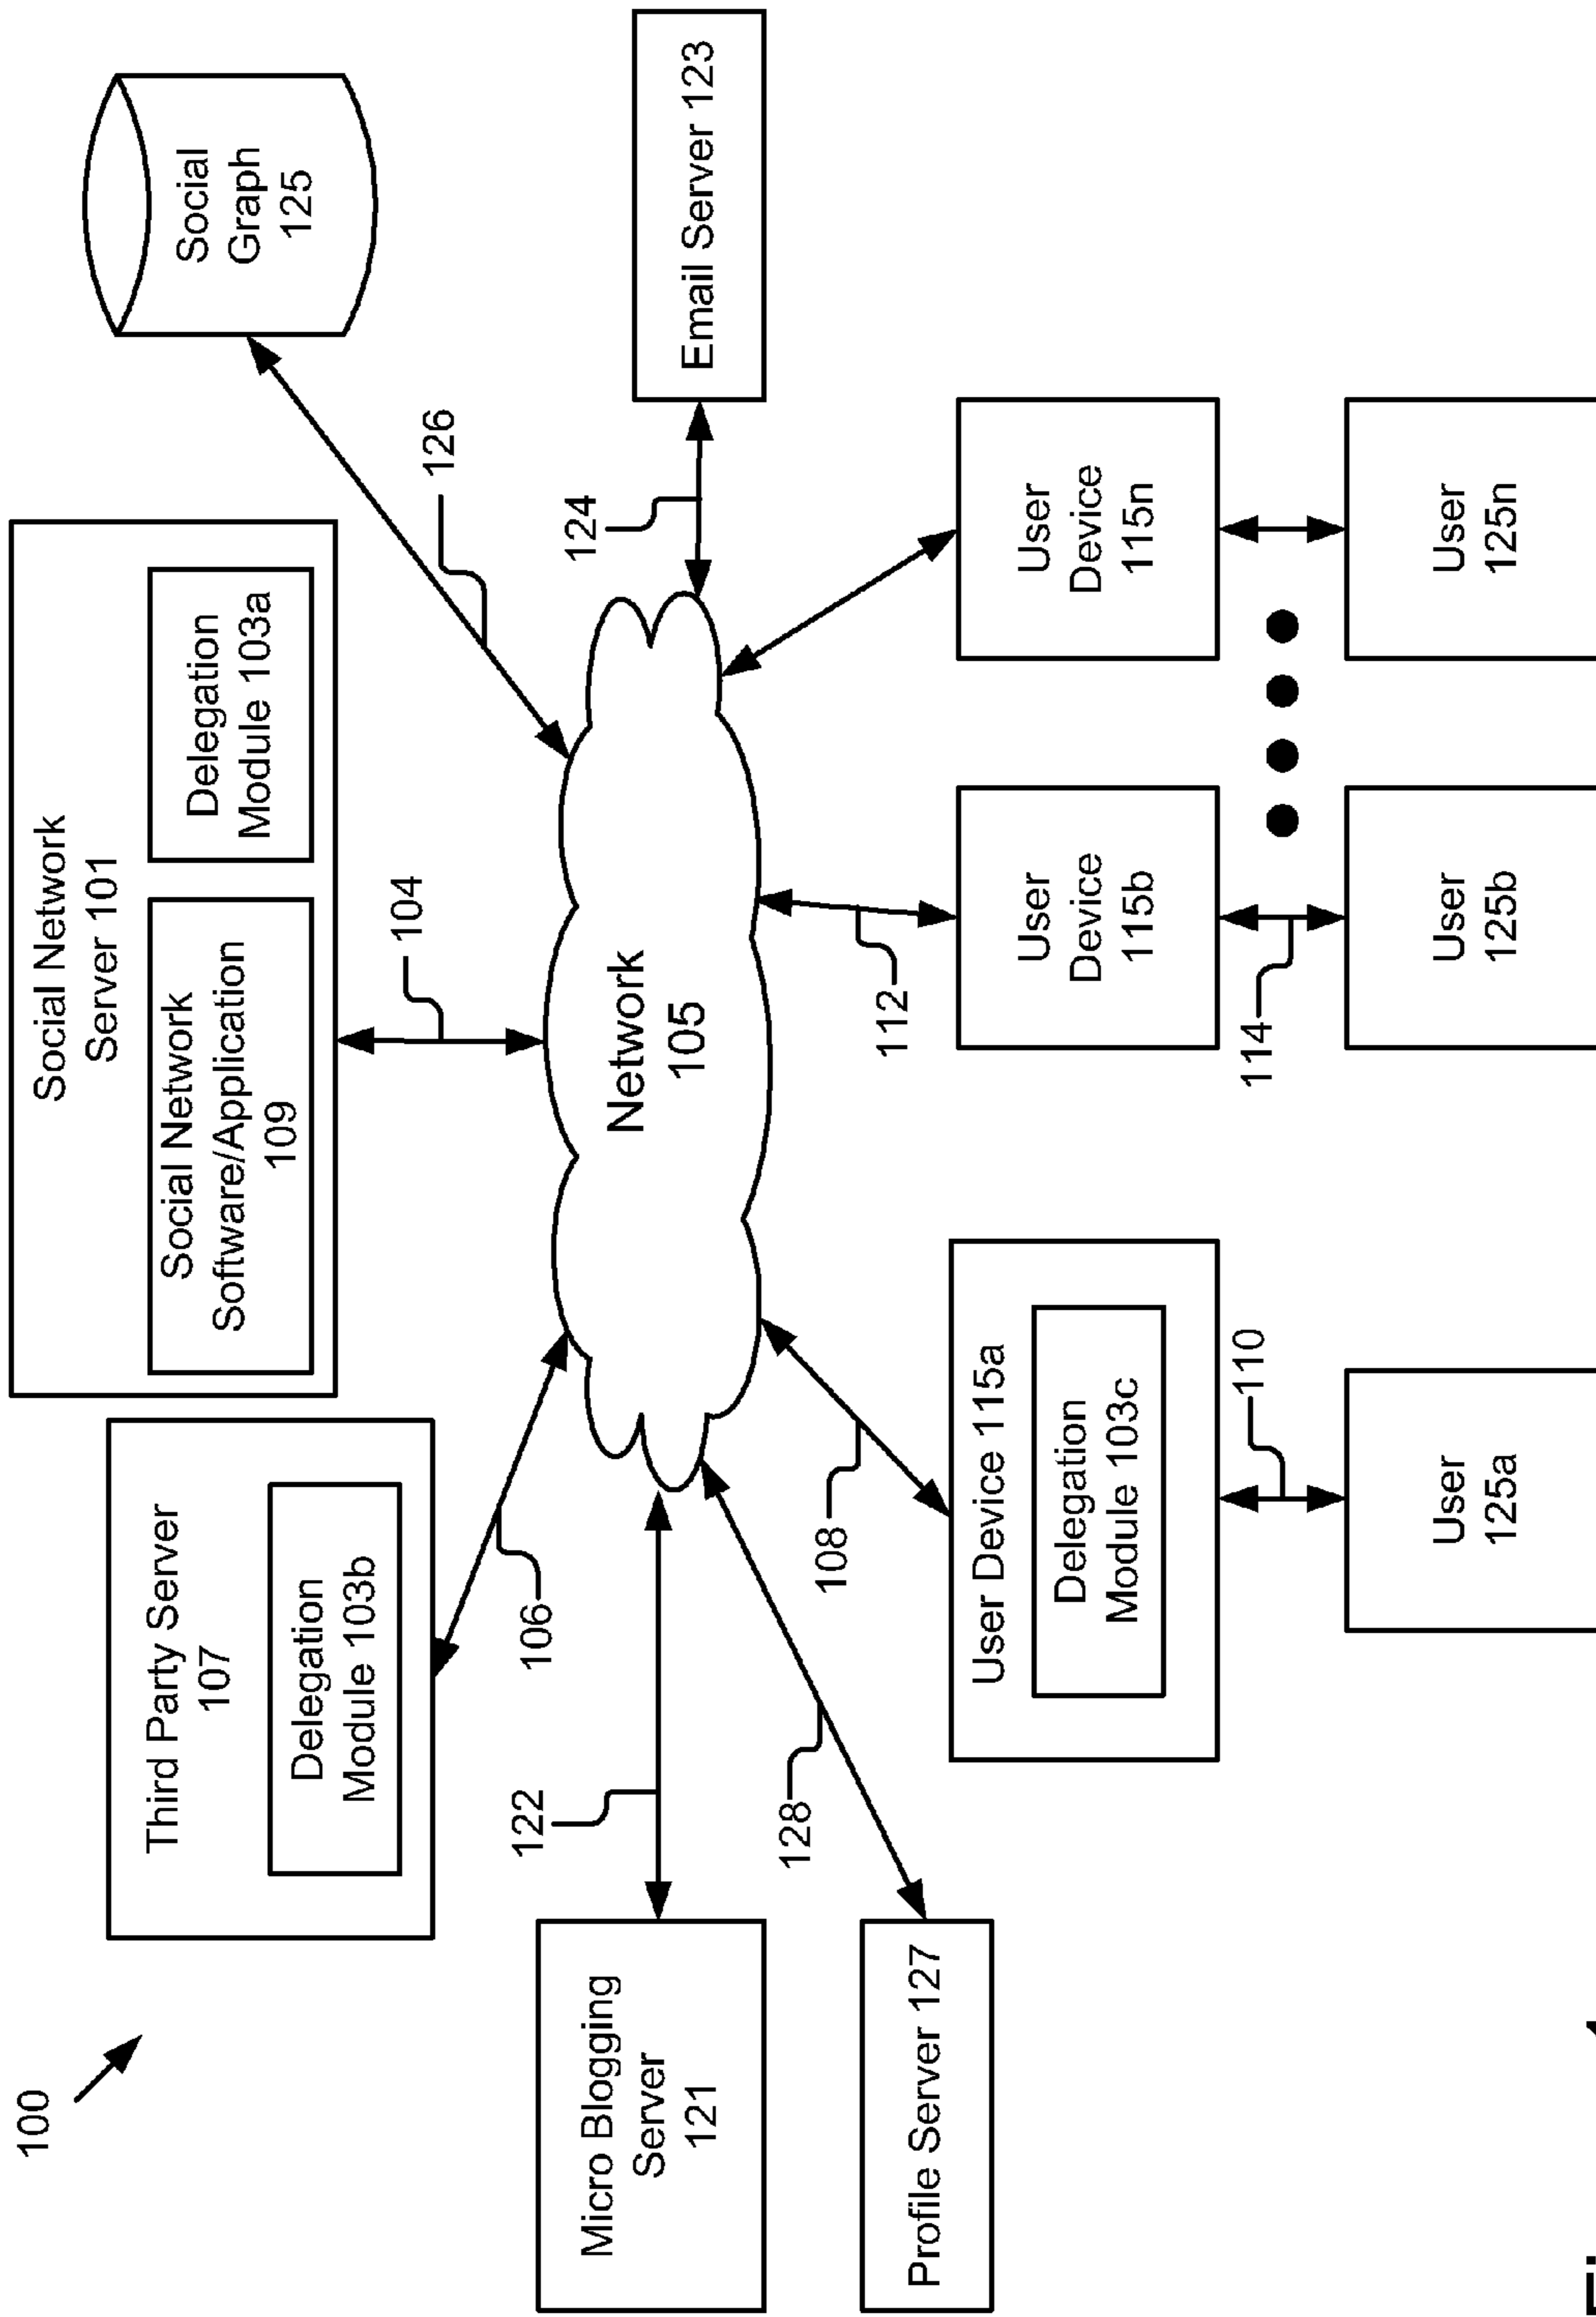 100
Social Network
Server 101
Social Network
Software/Application
109
Delegation
Module 103a
Third Party Server
107
Delegation
Module 103b
Social
Graph
125
104
126
106
122
Micro Blogging
Server
121
Network
105
124
Email Server 123
128
108
112
Profile Server 127
User Device 115a
Delegation
Module 103c
User
Device
115b
User
Device
115n
110
114
User
125a
User
125b
User
125n